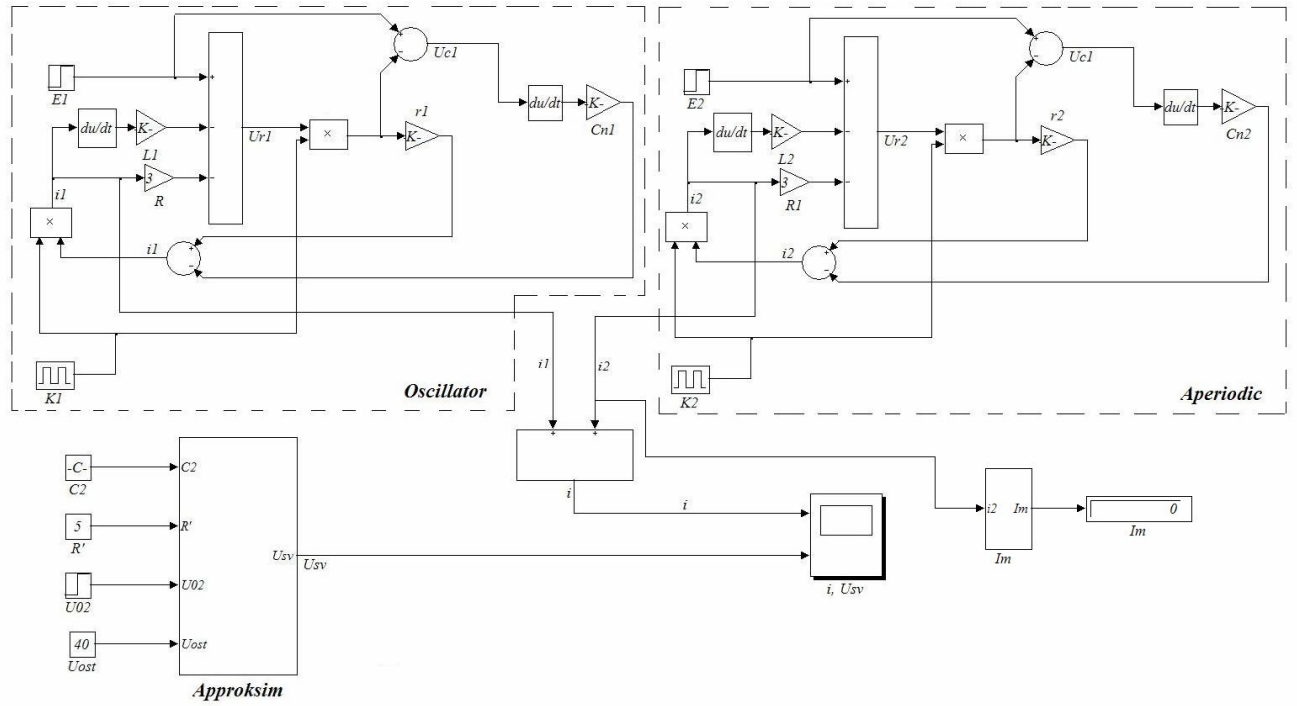 Uc1
E1
du/dt
K-
L1
3
R
Ur1
×
r1
K-
du/dt
K-
Cn1
i1
×
i1
K1
Oscillator
Uc1
E2
du/dt
K-
L2
3
R1
Ur2
×
r2
K-
du/dt
K-
Cn2
i2
×
i2
K2
Aperiodic
i1
i2
i
i
i, Usv
i2
Im
Im
0
Im
-C-
C2
5
R'
U02
40
Uost
C2
R'
U02
Uost
Usv
Usv
Approksim